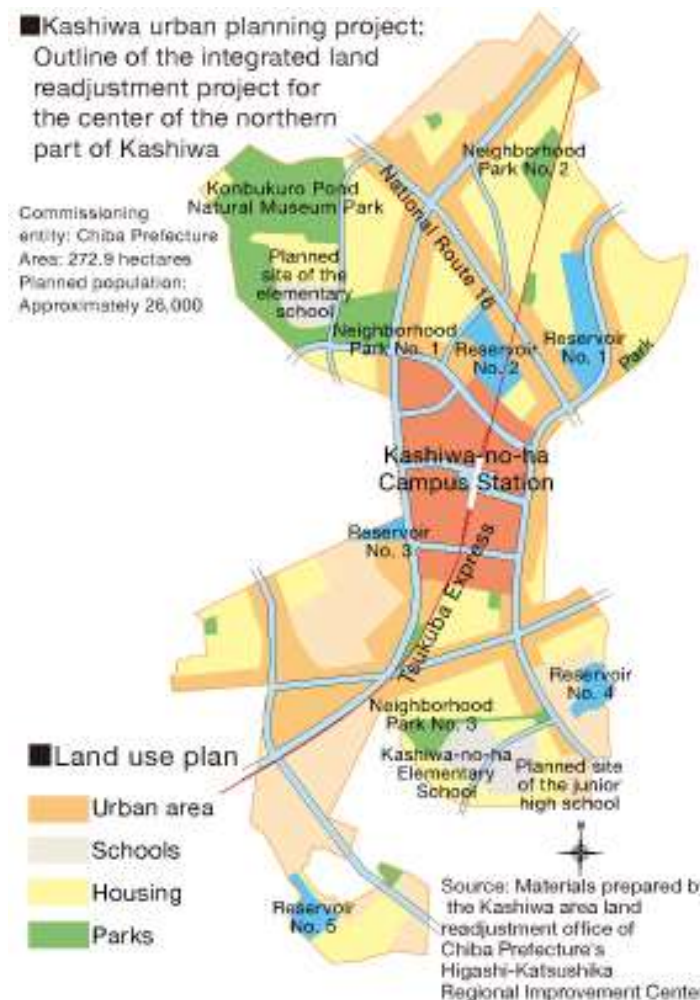 ■Kashiwa urban planning project:
Outline of the integrated land
readjustment project for
the center of the northern
part of Kashiwa
Commissioning
entity: Chiba Prefecture
Area: 272.9 hectares
Planned population:
Approximately 26,000
Neighborhood
Park No. 2
Konbukuro Pond
Natural Museum Park
National Route 16
Planned
site of the
elementary
school
Neighborhood
Park No. 1
Reservoir
No. 2
Reservoir
No. 1
Park
Kashiwa-no-ha
Campus Station
Reservoir
No. 3
Tsukuba Express
Reservoir
No. 4
Neighborhood
Park No. 3
Kashiwa-no-ha
Elementary
School
Planned site
of the junior
high school
■Land use plan
Urban area
Schools
Housing
Parks
Reservoir
No. 5
N
Source: Materials prepared by
the Kashiwa area land
readjustment office of
Chiba Prefecture's
Higashi-Katsushika
Regional Improvement Center